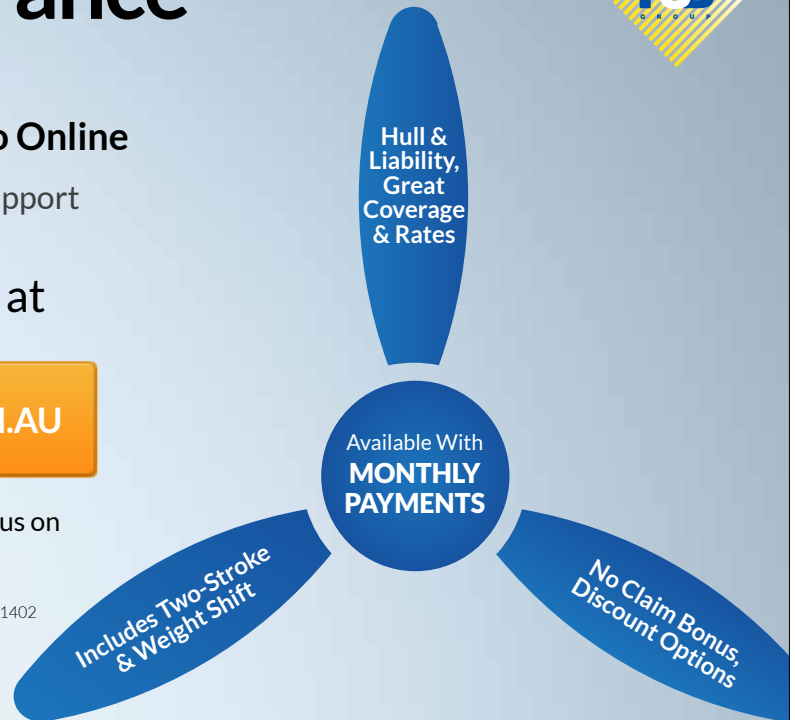 ance
GROUP
o Online
pport
at
I.AU
us on
1402
Hull &
Liability,
Great
Coverage
& Rates
Available With
MONTHLY
PAYMENTS
Includes Two-Stroke
& Weight Shift
No Claim Bonus,
Discount Options